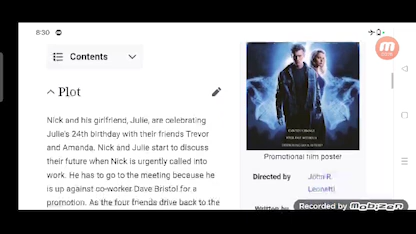 8:30
Contents
Plot
Nick and his girlfriend, Julie, are celebrating
Julie's 24th birthday with their friends Trevor
and Amanda. Nick and Julie start to discuss
their future when Nick is urgently called into
work. He has to go to the meeting because he
is up against co-worker Dave Bristol for a
promotion. As the four friends drive back to the
Promotional film poster
Directed by
John R.
Leonetti
Written by
Recorded by
mobizen